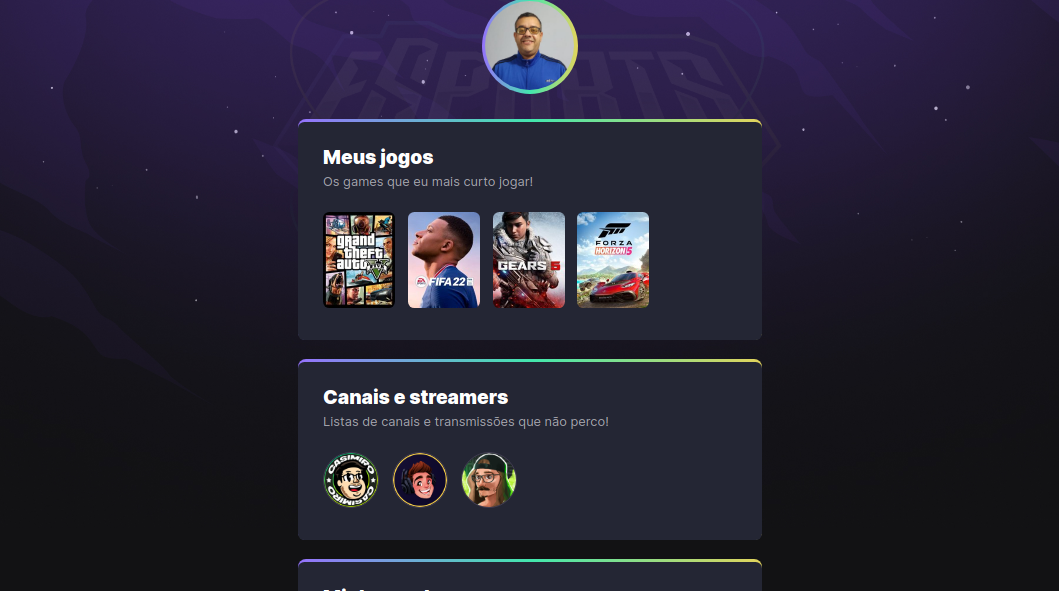 ESPORTS
Meus jogos
Os games que eu mais curto jogar!
grand
theft
auto
V
FIFA 22
GEARS 5
FORZA
HORIZON 5
Canais e streamers
Listas de canais e transmissões que não perco!
CASIMIRO
CASIMIRO